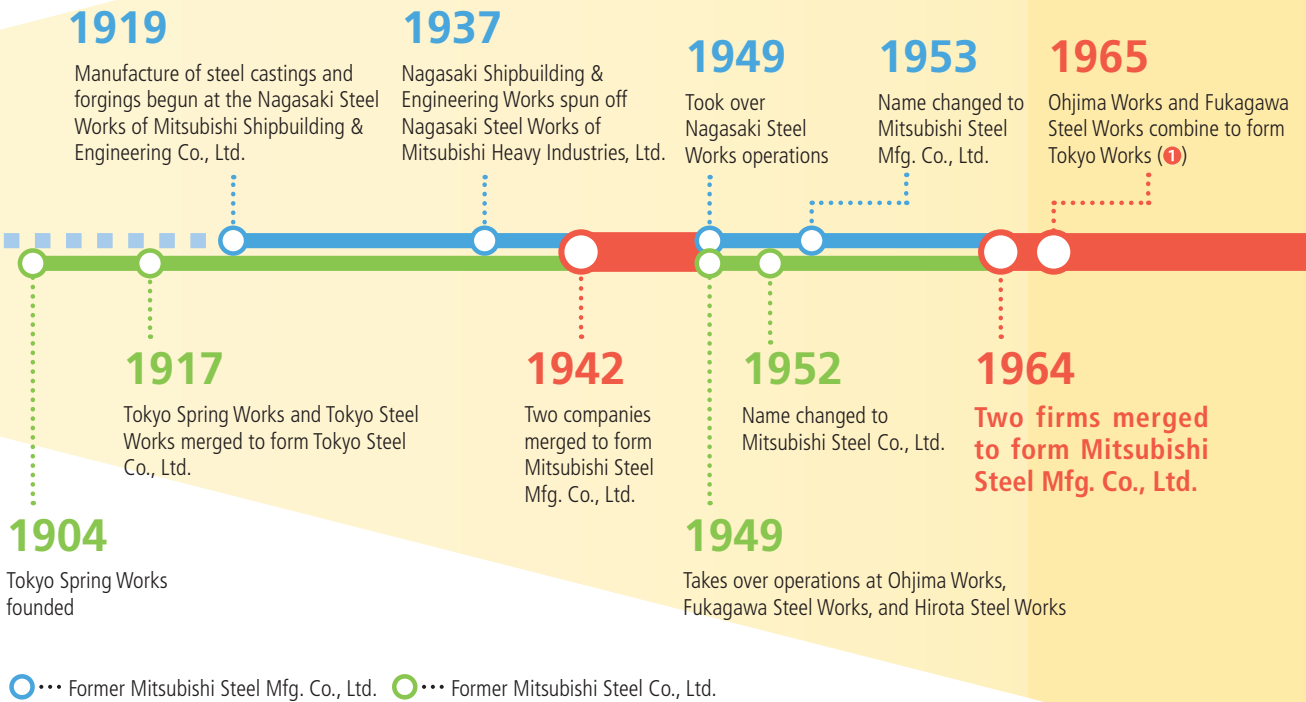 1919
Manufacture of steel castings and
forgings begun at the Nagasaki Steel
Works of Mitsubishi Shipbuilding &
Engineering Co., Ltd.
1937
Nagasaki Shipbuilding &
Engineering Works spun off
Nagasaki Steel Works of
Mitsubishi Heavy Industries, Ltd.
1949
Took over
Nagasaki Steel
Works operations
1953
Name changed to
Mitsubishi Steel
Mfg. Co., Ltd.
1965
Ohjima Works and Fukagawa
Steel Works combine to form
Tokyo Works (❶)
1904
Tokyo Spring Works
founded
1917
Tokyo Spring Works and Tokyo Steel
Works merged to form Tokyo Steel
Co., Ltd.
1942
Two companies
merged to form
Mitsubishi Steel
Mfg. Co., Ltd.
1949
Takes over operations at Ohjima Works,
Fukagawa Steel Works, and Hirota Steel Works
1952
Name changed to
Mitsubishi Steel Co., Ltd.
1964
Two firms merged
to form Mitsubishi
Steel Mfg. Co., Ltd.
··· Former Mitsubishi Steel Mfg. Co., Ltd. ··· Former Mitsubishi Steel Co., Ltd.